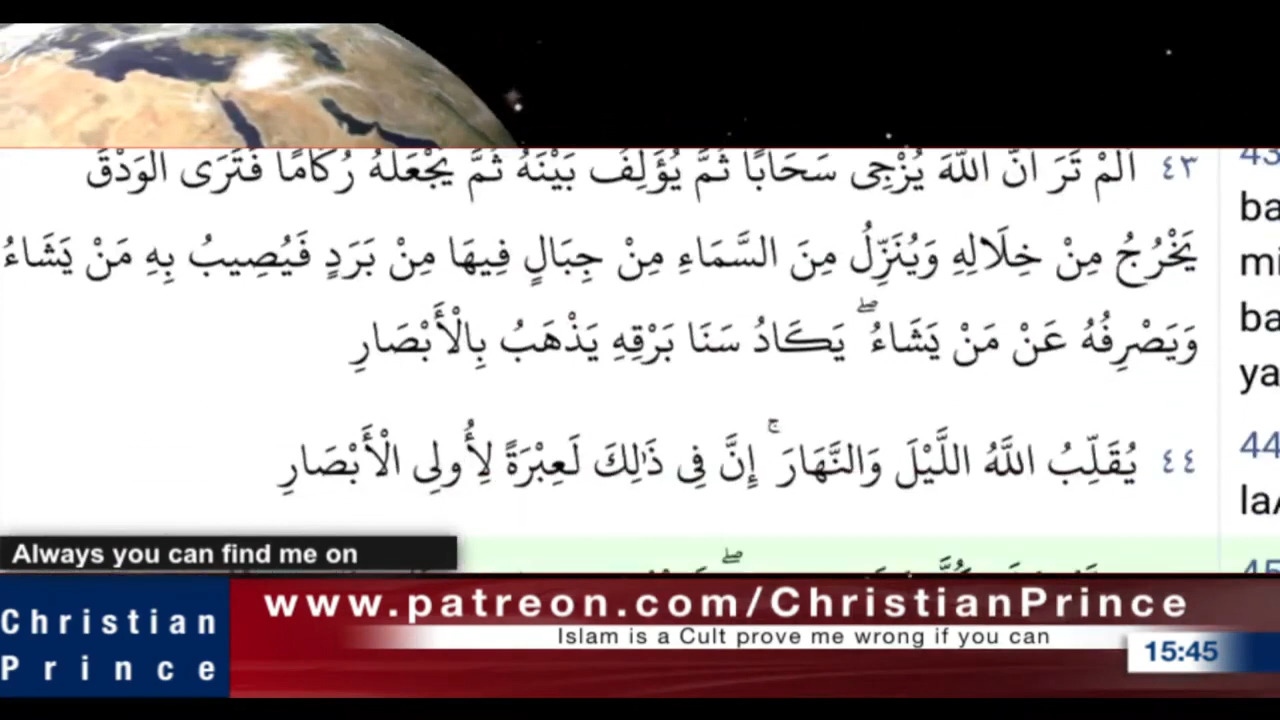 ٤٣ أَلَمْ تَرَ أَنَّ اللَّهَ يُزْجِى سَحَابًا ثُمَّ يُؤَلِّفُ بَيْنَهُ ثُمَّ يَجْعَلُهُ رُكَامًا فَتَرَى الْوَدْقَ
يَخْرُجُ مِنْ خِلَالِهِ وَيُنَزِّلُ مِنَ السَّمَاءِ مِنْ جِبَالٍ فِيهَا مِنْ بَرَدٍ فَيُصِيبُ بِهِ مَنْ يَشَاءُ
وَيَصْرِفُهُ عَنْ مَنْ يَشَاءُ ۖ يَكَادُ سَنَا بَرْقِهِ يَذْهَبُ بِالْأَبْصَارِ
٤٤ يُقَلِّبُ اللَّهُ اللَّيْلَ وَالنَّهَارَ ۚ إِنَّ فِى ذَٰلِكَ لَعِبْرَةً لِأُولِى الْأَبْصَارِ
43
ba
mi
ba
ya
44
laA
45
Always you can find me on
www.patreon.com/ChristianPrince
Islam is a Cult prove me wrong if you can
Christian
Prince
15:45